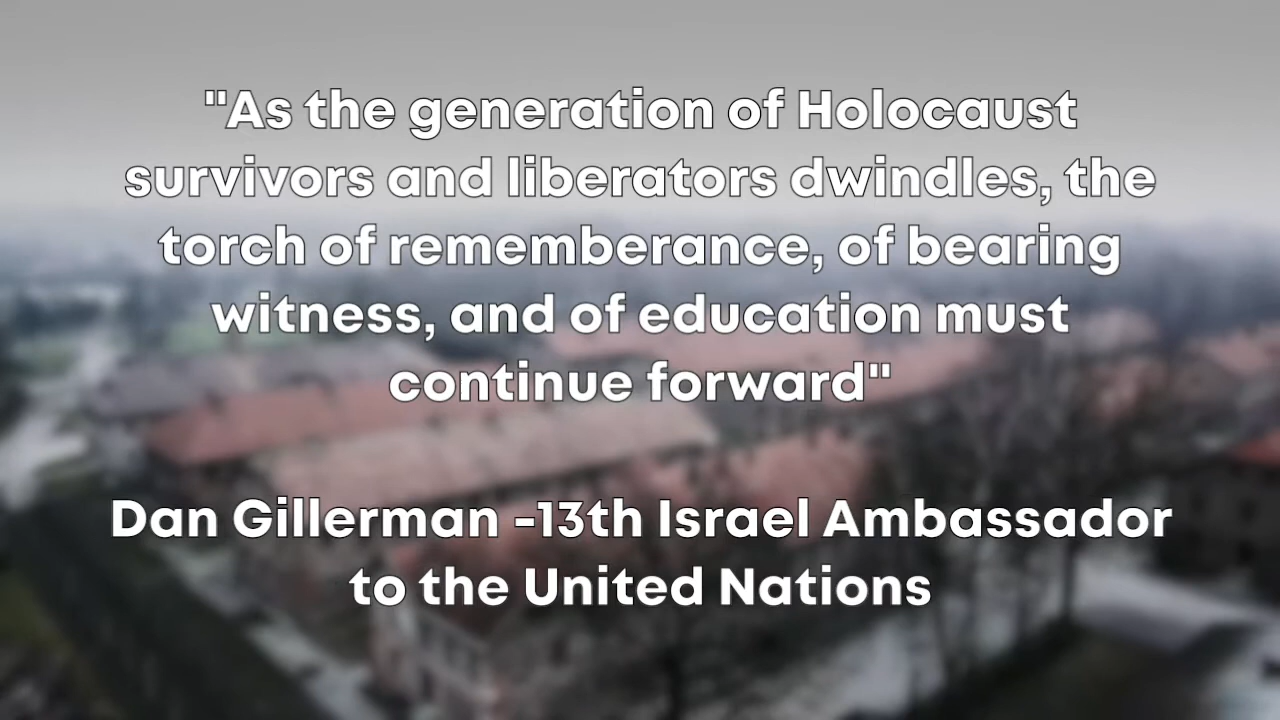 "As the generation of Holocaust
survivors and liberators dwindles, the
torch of rememberance, of bearing
witness, and of education must
continue forward"
Dan Gillerman -13th Israel Ambassador
to the United Nations